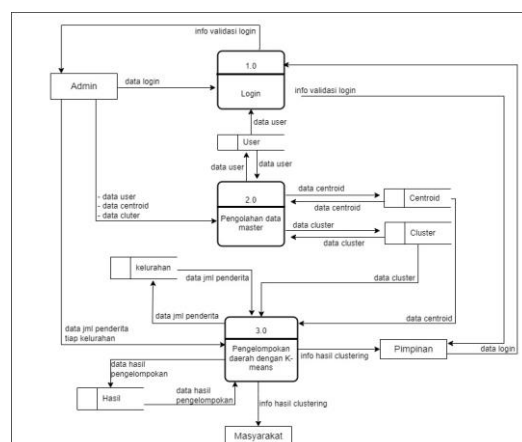 info validasi login
1.0
Admin
data login
Login
info validasi login
data user
User
data user
data user
- data user
- data centroid
- data cluter
2.0
Pengolahan data
master
data centroid
data centroid
Centroid
data cluster
data cluster
Cluster
kelurahan
data jml penderita
data cluster
data jml penderita
data centroid
3.0
data jml penderita
tiap kelurahan
Pengelompokan
daerah dengan K-
means
info hasil clustering
Pimpinan
data login
data hasil
pengelompokan
Hasil
data hasil
pengelompokan
info hasil clustering
Masyarakat